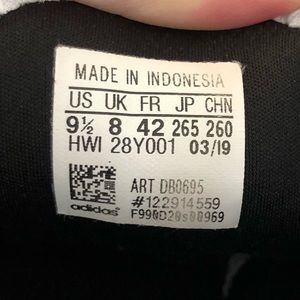 MADE IN INDONESIA
US UK FR JP CHN
9½ 8 42 265 260
HWI 28Y001 03/19
ART DB0695
#122914559
adidas F990D20s00969